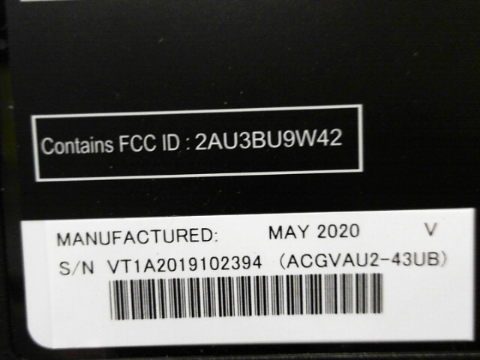 Contains FCC ID : 2AU3BU9W42
MANUFACTURED: MAY 2020 V
S/N VT1A2019102394 (ACGVAU2-43UB)